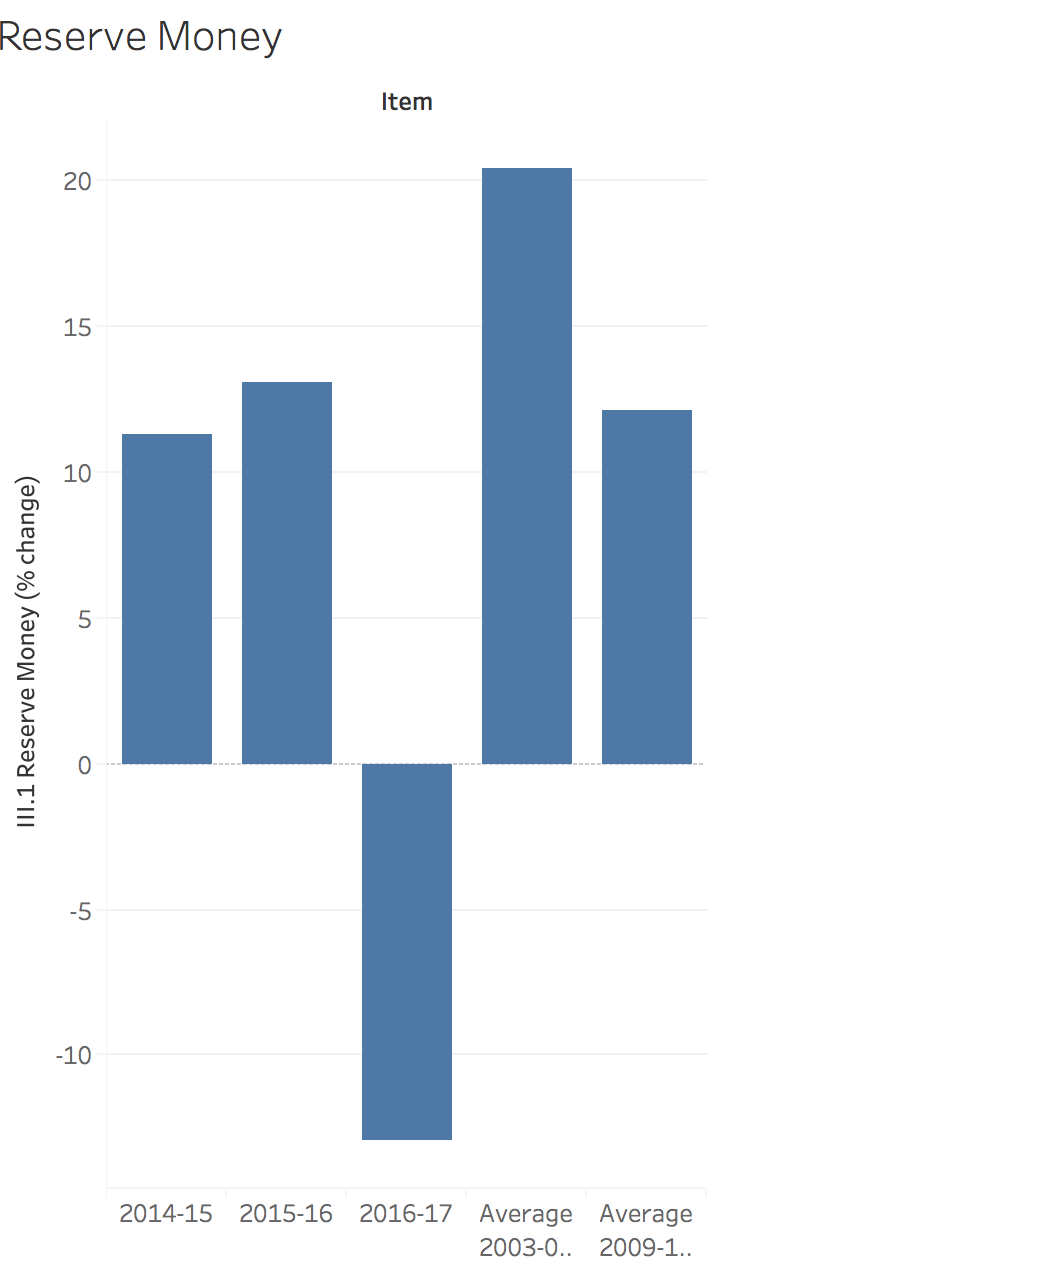 Reserve Money
Item
20
15
10
5
0
-5
-10
III.1 Reserve Money (% change)
2014-15
2015-16
2016-17
Average
2003-0..
Average
2009-1..